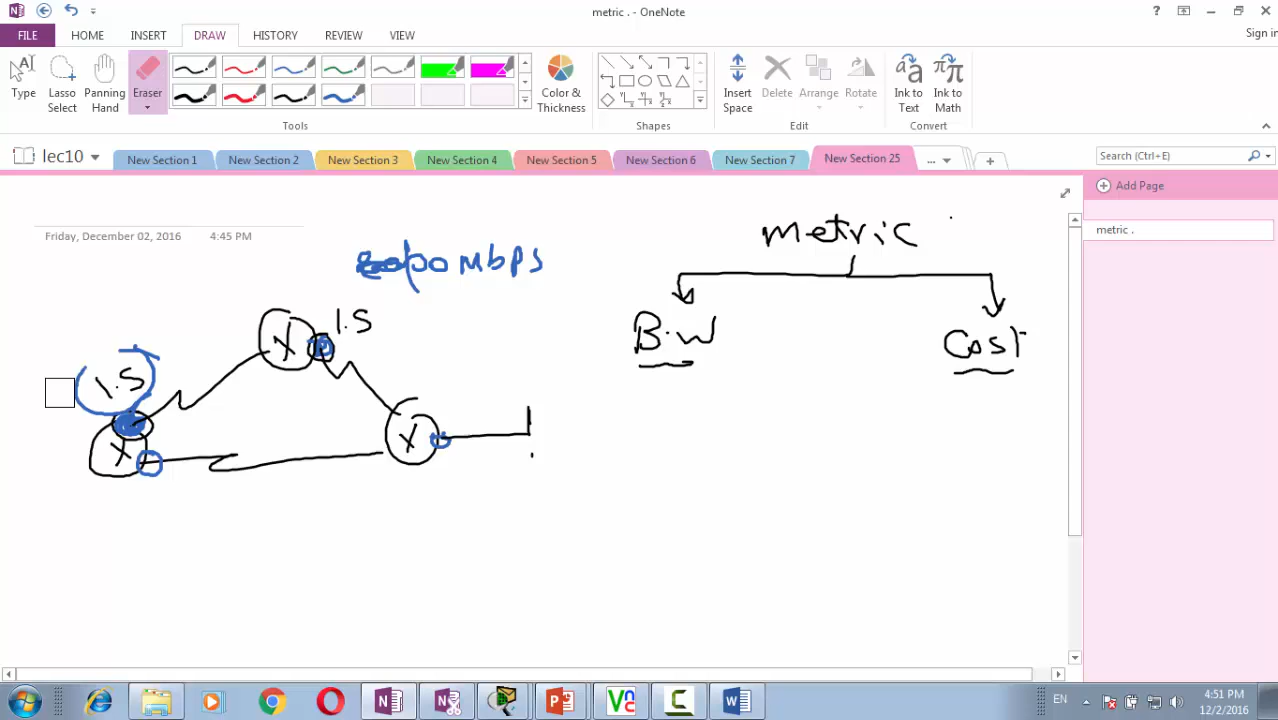 metric . - OneNote
Sign in
FILE HOME INSERT DRAW HISTORY REVIEW VIEW
Type
Lasso Select
Panning Hand
Eraser
Color & Thickness
Insert Space
Delete
Arrange
Rotate
Ink to Text
Ink to Math
Tools
Shapes
Edit
Convert
lec10
New Section 1
New Section 2
New Section 3
New Section 4
New Section 5
New Section 6
New Section 7
New Section 25
...
Search (Ctrl+E)
Add Page
metric .
Friday, December 02, 2016 4:45 PM
Mbps
metric
B.W
Cost
1.5
X
1.5
X
X
EN
4:51 PM
12/2/2016